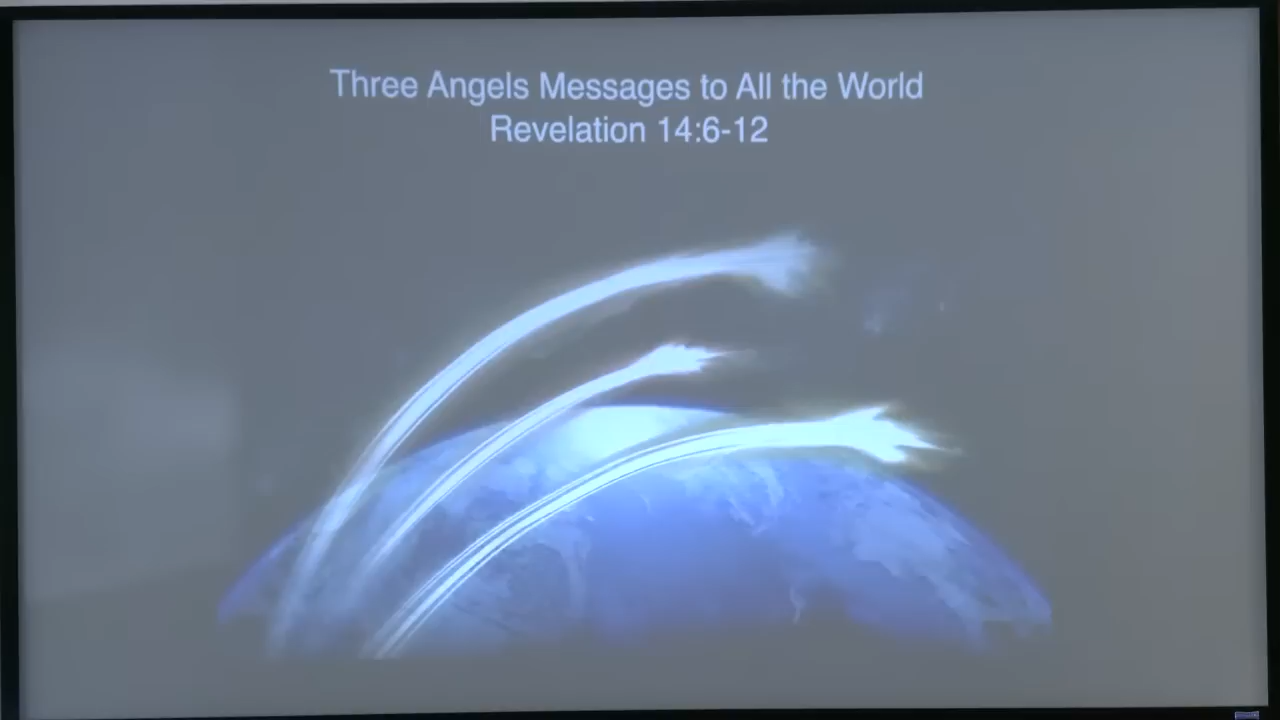 Three Angels Messages to All the World
Revelation 14:6-12